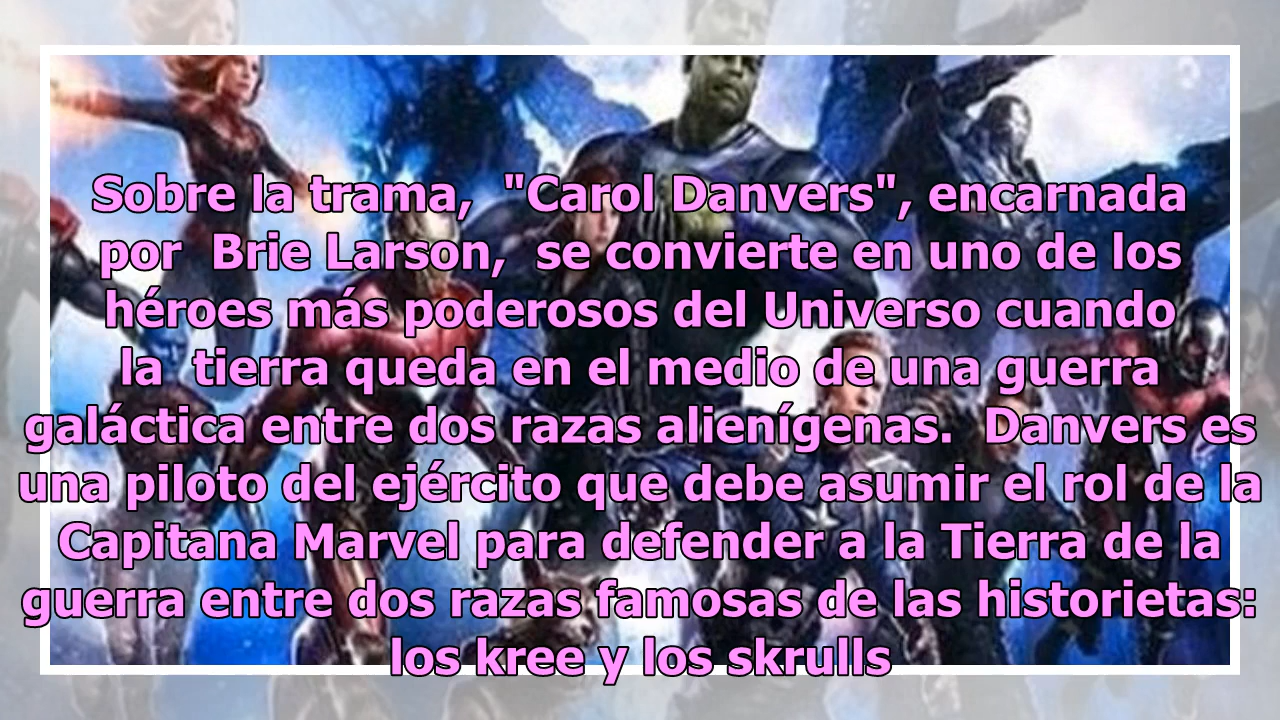 Sobre la trama,  "Carol Danvers", encarnada
por  Brie Larson,  se convierte en uno de los
héroes más poderosos del Universo cuando
la  tierra queda en el medio de una guerra
galáctica entre dos razas alienígenas.  Danvers es
una piloto del ejército que debe asumir el rol de la
Capitana Marvel para defender a la Tierra de la
guerra entre dos razas famosas de las historietas:
los kree y los skrulls